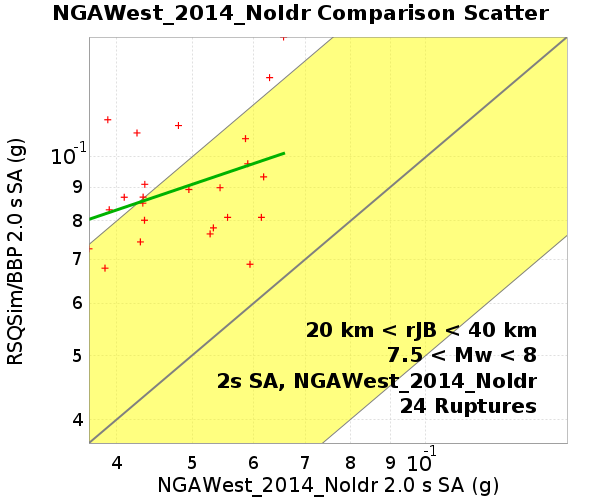 NGAWest_2014_NoIdr Comparison Scatter
RSQSim/BBP 2.0 s SA (g)
10-1
9
8
7
6
5
4
20 km < rJB < 40 km
7.5 < Mw < 8
2s SA, NGAWest_2014_NoIdr
24 Ruptures
4 5 6 7 8 9 10-1
NGAWest_2014_NoIdr 2.0 s SA (g)